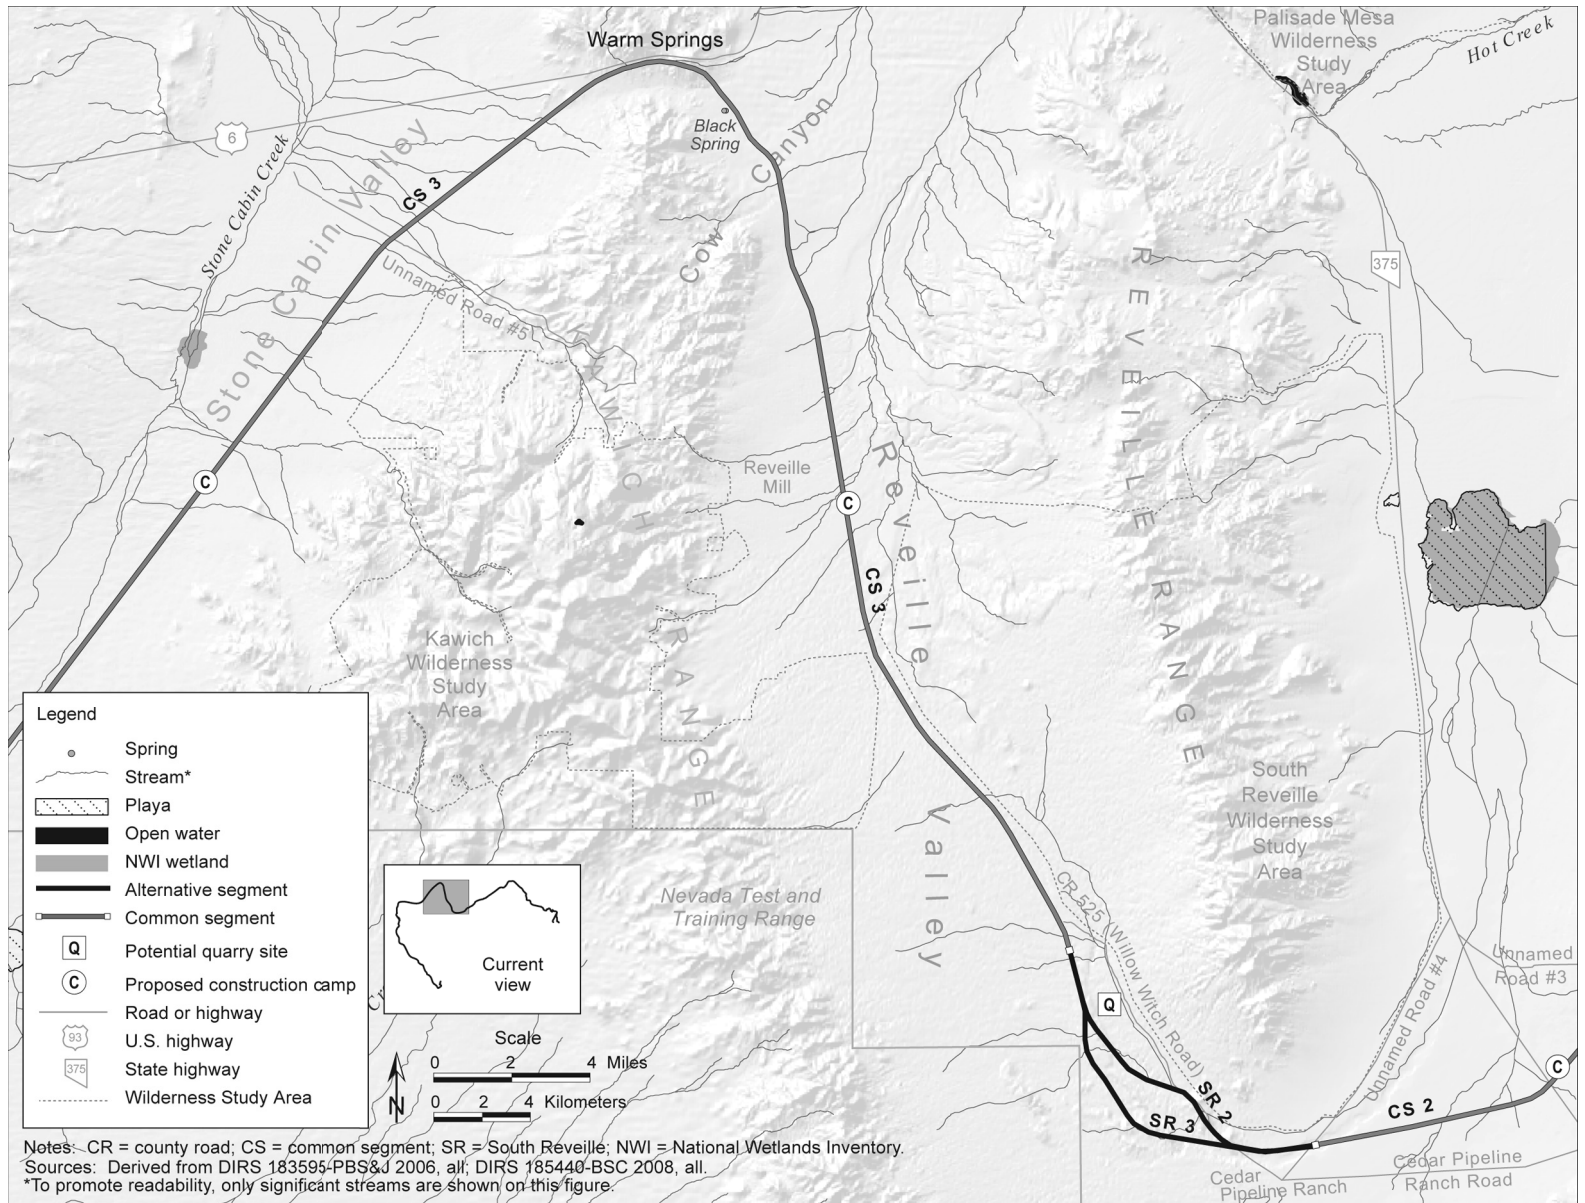 Warm Springs
Palisade Mesa
Wilderness
Study
Area
Hot Creek
6
Stone Cabin Creek
Stone Cabin Valley
CS 3
Black
Spring
Cow Canyon
375
Unnamed Road #5
KAWICH RANGE
REVEILLE RANGE
Reveille Valley
Reveille
Mill
C
C
CS 3
Kawich
Wilderness
Study
Area
South
Reveille
Wilderness
Study
Area
Nevada Test and
Training Range
CR 525 (Willow Witch Road)
Q
SR 2
SR 3
CS 2
C
Unnamed Road #4
Unnamed
Road #3
Cedar
Pipeline Ranch
Cedar Pipeline
Ranch Road
Legend
Spring
Stream*
Playa
Open water
NWI wetland
Alternative segment
Common segment
Q Potential quarry site
C Proposed construction camp
Road or highway
93 U.S. highway
375 State highway
Wilderness Study Area
Current
view
Scale
0 2 4 Miles
0 2 4 Kilometers
N
Notes: CR = county road; CS = common segment; SR = South Reveille; NWI = National Wetlands Inventory.
Sources: Derived from DIRS 183595-PBS&J 2006, all; DIRS 185440-BSC 2008, all.
*To promote readability, only significant streams are shown on this figure.